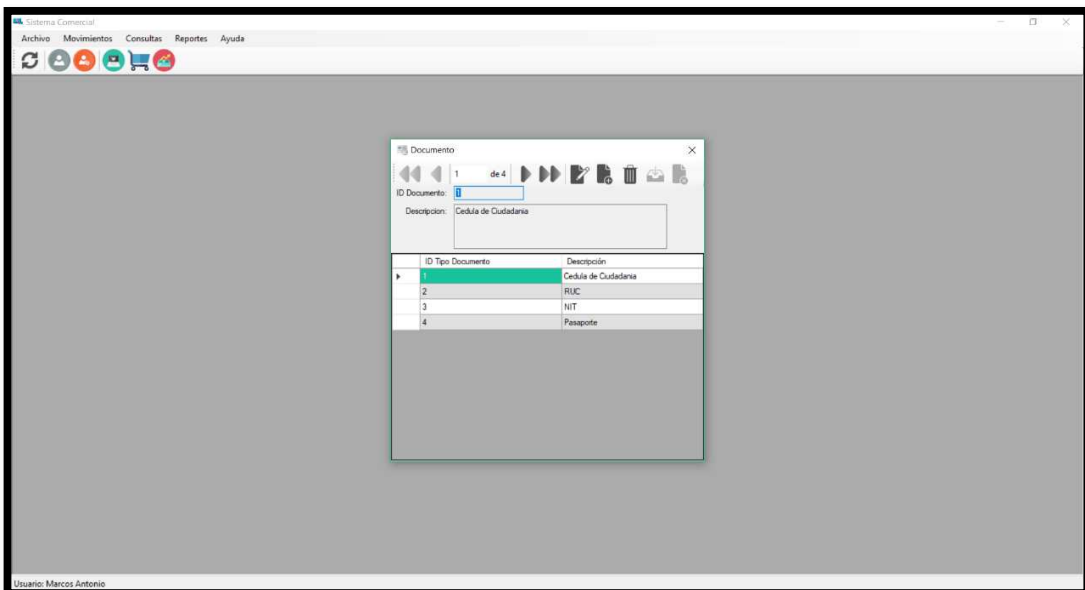 Sistema Comercial
Archivo Movimientos Consultas Reportes Ayuda
Documento
1 de 4
ID Documento: 1
Descripcion: Cedula de Ciudadania
ID Tipo Documento Descripción
1 Cedula de Ciudadania
2 RUC
3 NIT
4 Pasaporte
Usuario: Marcos Antonio